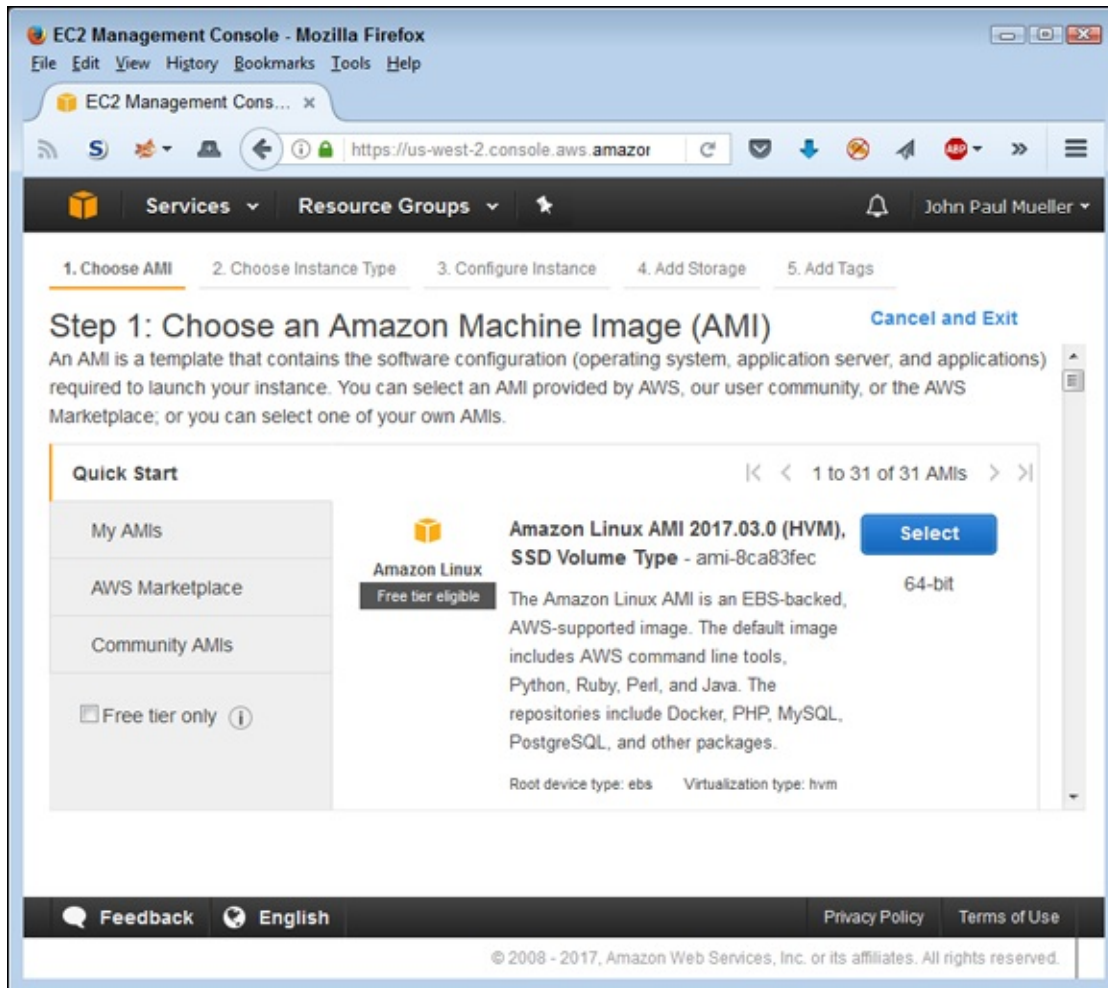 EC2 Management Console - Mozilla Firefox
File Edit View History Bookmarks Tools Help
EC2 Management Cons... ×
S https://us-west-2.console.aws.amazor ABP »
Services Resource Groups John Paul Mueller
1. Choose AMI 2. Choose Instance Type 3. Configure Instance 4. Add Storage 5. Add Tags
Step 1: Choose an Amazon Machine Image (AMI) Cancel and Exit
An AMI is a template that contains the software configuration (operating system, application server, and applications)
required to launch your instance. You can select an AMI provided by AWS, our user community, or the AWS
Marketplace; or you can select one of your own AMIs.
Quick Start 1 to 31 of 31 AMIs
My AMIs
AWS Marketplace
Community AMIs
Free tier only i
Amazon Linux
Free tier eligible
Amazon Linux AMI 2017.03.0 (HVM),
SSD Volume Type - ami-8ca83fec
The Amazon Linux AMI is an EBS-backed,
AWS-supported image. The default image
includes AWS command line tools,
Python, Ruby, Perl, and Java. The
repositories include Docker, PHP, MySQL,
PostgreSQL, and other packages.
Root device type: ebs Virtualization type: hvm
Select
64-bit
Feedback English Privacy Policy Terms of Use
© 2008 - 2017, Amazon Web Services, Inc. or its affiliates. All rights reserved.